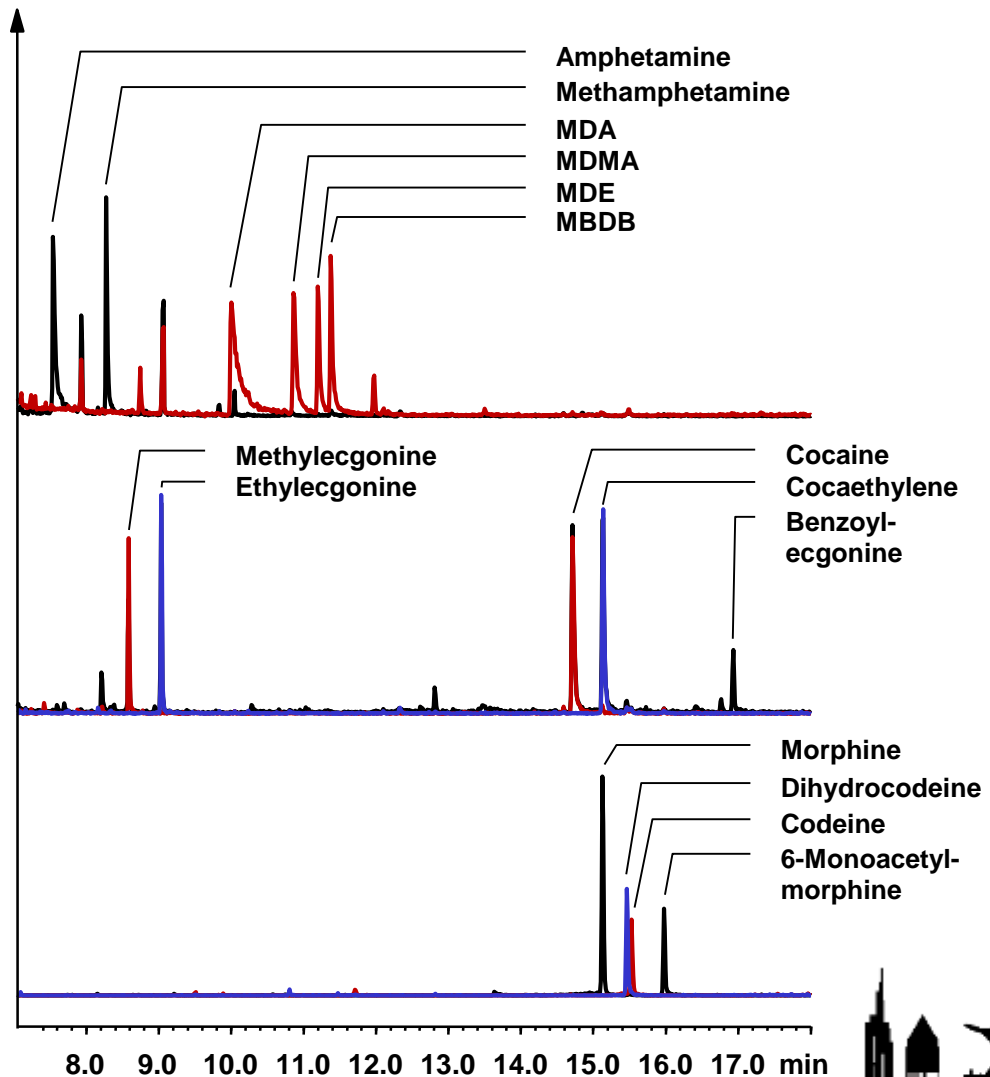 Amphetamine
Methamphetamine
MDA
MDMA
MDE
MBDB
Methylecgonine
Ethylecgonine
Cocaine
Cocaethylene
Benzoyl-
ecgonine
Morphine
Dihydrocodeine
Codeine
6-Monoacetyl-
morphine
8.0 9.0 10.0 11.0 12.0 13.0 14.0 15.0 16.0 17.0 min